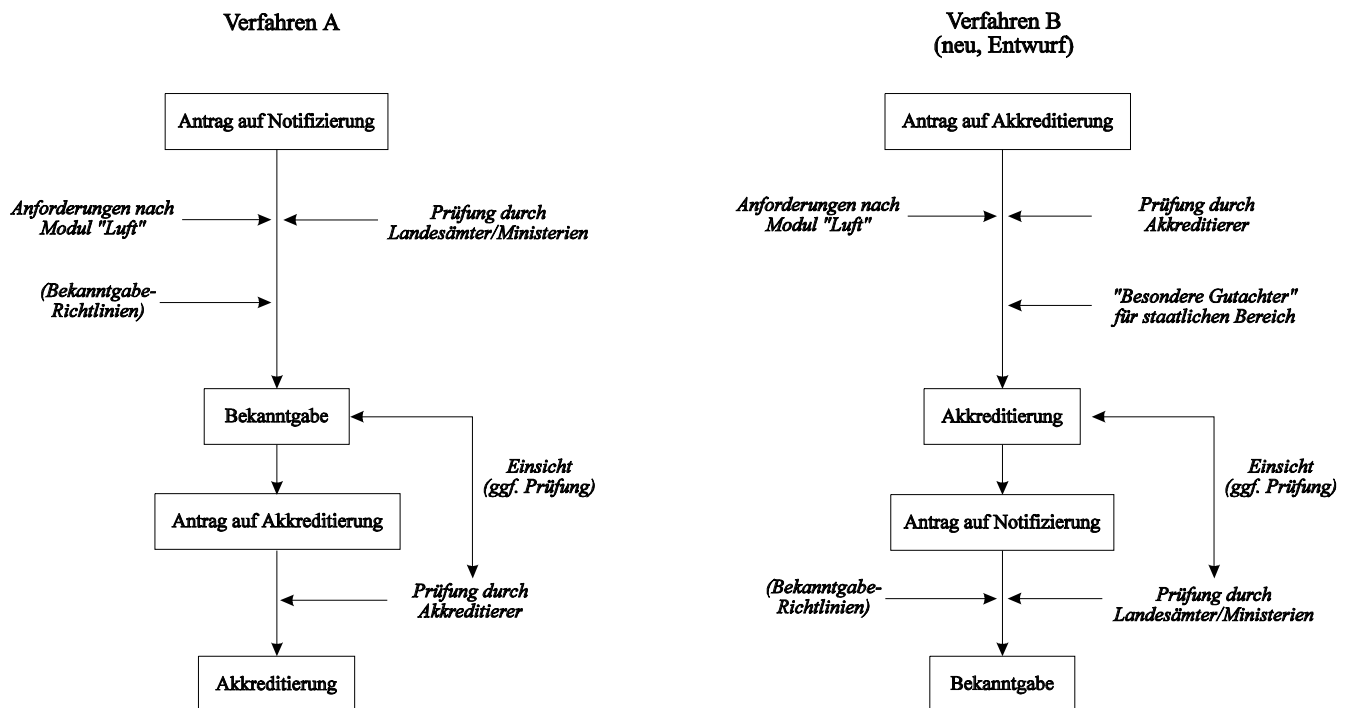 Verfahren A
Antrag auf Notifizierung
Anforderungen nach
Modul "Luft"
Prüfung durch
Landesämter/Ministerien
(Bekanntgabe-
Richtlinien)
Bekanntgabe
Einsicht
(ggf. Prüfung)
Antrag auf Akkreditierung
Prüfung durch
Akkreditierer
Akkreditierung
Verfahren B
(neu, Entwurf)
Antrag auf Akkreditierung
Anforderungen nach
Modul "Luft"
Prüfung durch
Akkreditierer
"Besondere Gutachter"
für staatlichen Bereich
Akkreditierung
Einsicht
(ggf. Prüfung)
Antrag auf Notifizierung
(Bekanntgabe-
Richtlinien)
Prüfung durch
Landesämter/Ministerien
Bekanntgabe